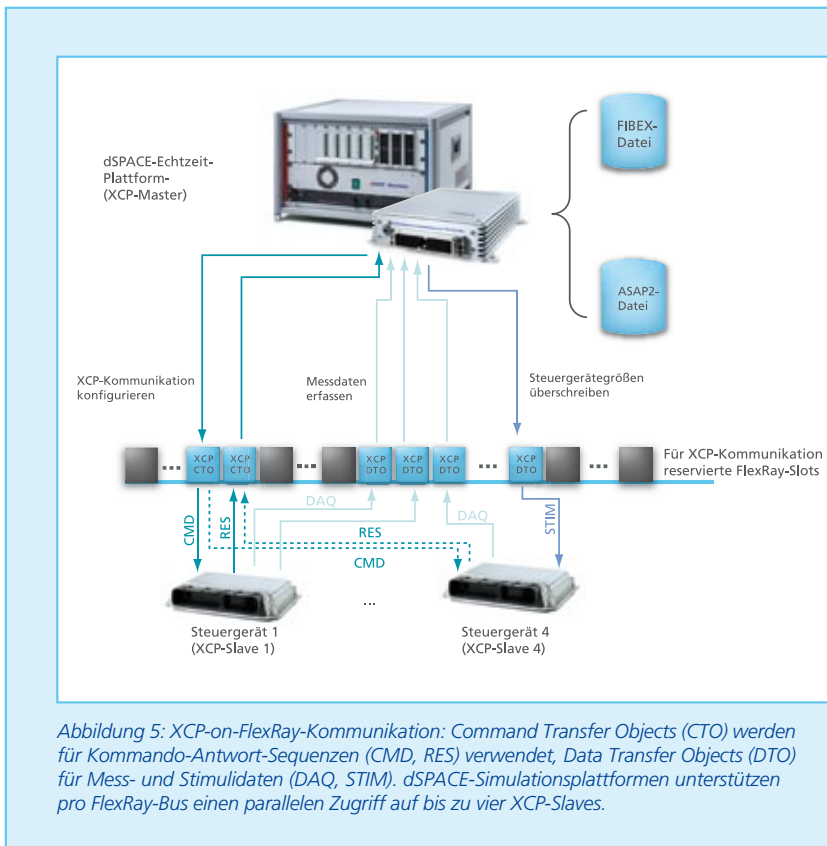 dSPACE-Echtzeit-
Plattform-
(XCP-Master)
FIBEX-
Datei
ASAP2-
Datei
XCP-Kommunikation
konfigurieren
Messdaten
erfassen
Steuergerätegrößen
überschreiben
... XCP CTO XCP CTO ... XCP DTO XCP DTO XCP DTO ... XCP DTO ... ...
Für XCP-Kommunikation
reservierte FlexRay-Slots
CMD
RES
DAQ
RES
CMD
DAQ
STIM
...
Steuergerät 1
(XCP-Slave 1)
Steuergerät 4
(XCP-Slave 4)
Abbildung 5: XCP-on-FlexRay-Kommunikation: Command Transfer Objects (CTO) werden
für Kommando-Antwort-Sequenzen (CMD, RES) verwendet, Data Transfer Objects (DTO)
für Mess- und Stimulidaten (DAQ, STIM). dSPACE-Simulationsplattformen unterstützen
pro FlexRay-Bus einen parallelen Zugriff auf bis zu vier XCP-Slaves.